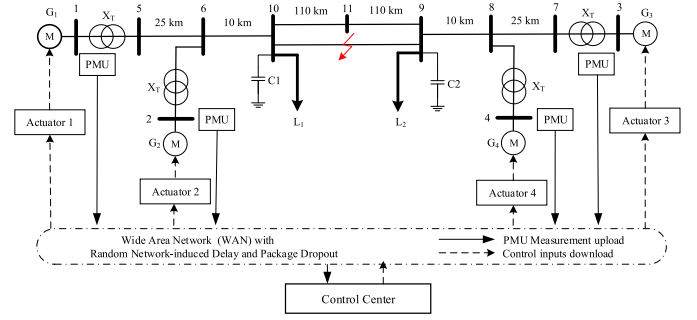 G1 XT 10 110 km 11 110 km 9 XT G3
1 5 25 km 6 10 km 10 km 8 25 km 7 3
M M
PMU C1 C2 PMU
XT XT
Actuator 1 2 PMU L1 L2 4 PMU Actuator 3
G2 M G4 M
Actuator 2 Actuator 4
Wide Area Network (WAN) with
Random Network-induced Delay and Package Dropout
PMU Measurement upload
Control inputs download
Control Center